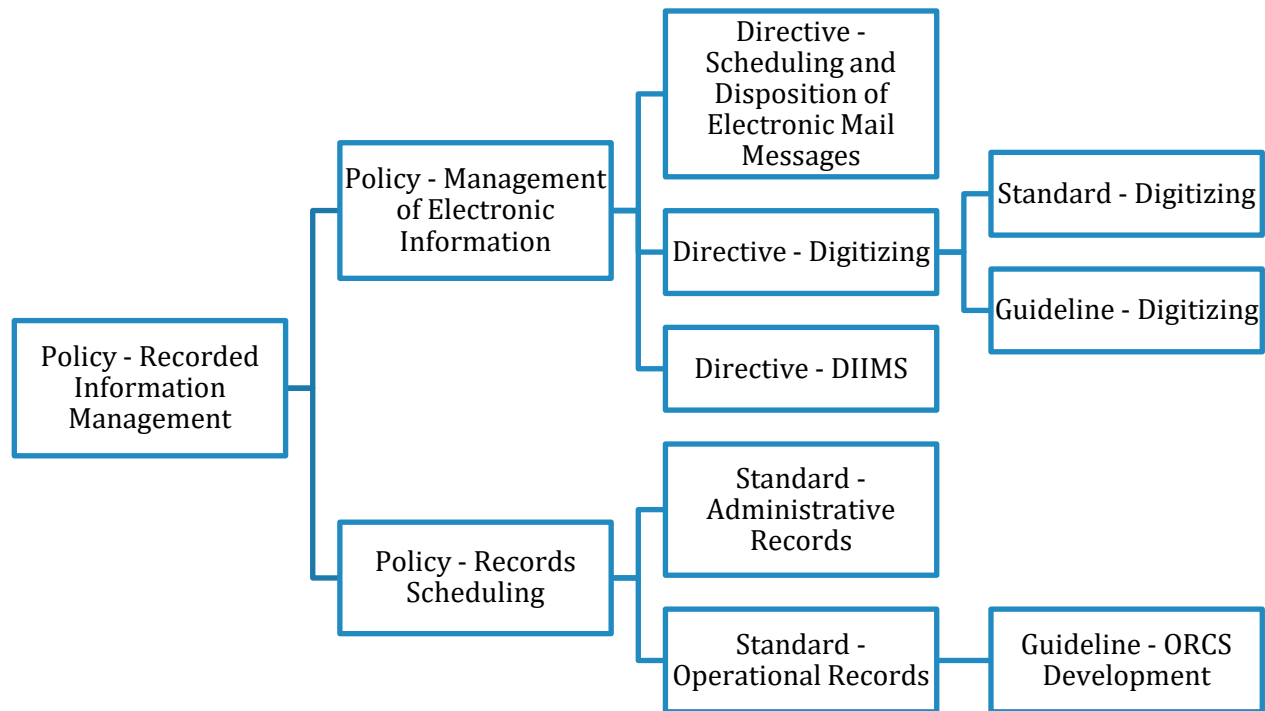 Policy - Recorded
Information
Management
Policy - Management
of Electronic
Information
Directive -
Scheduling and
Disposition of
Electronic Mail
Messages
Directive - Digitizing
Standard - Digitizing
Guideline - Digitizing
Directive - DIIMS
Policy - Records
Scheduling
Standard -
Administrative
Records
Standard -
Operational Records
Guideline - ORCS
Development